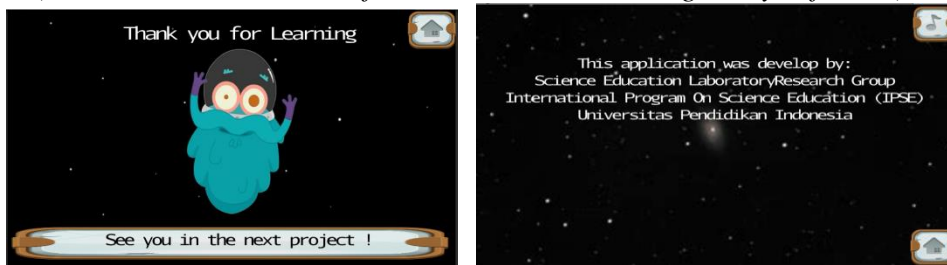 Thank you for Learning
See you in the next project !
This application was develop by:
Science Education LaboratoryResearch Group
International Program On Science Education (IPSE)
Universitas Pendidikan Indonesia